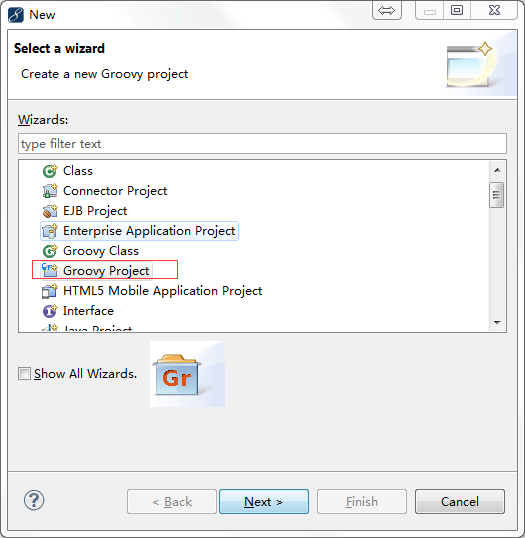 New
Select a wizard
Create a new Groovy project
Wizards:
type filter text
Class
Connector Project
EJB Project
Enterprise Application Project
Groovy Class
Groovy Project
HTML5 Mobile Application Project
Interface
Java Project
Show All Wizards.
Gr
?
< Back
Next >
Finish
Cancel